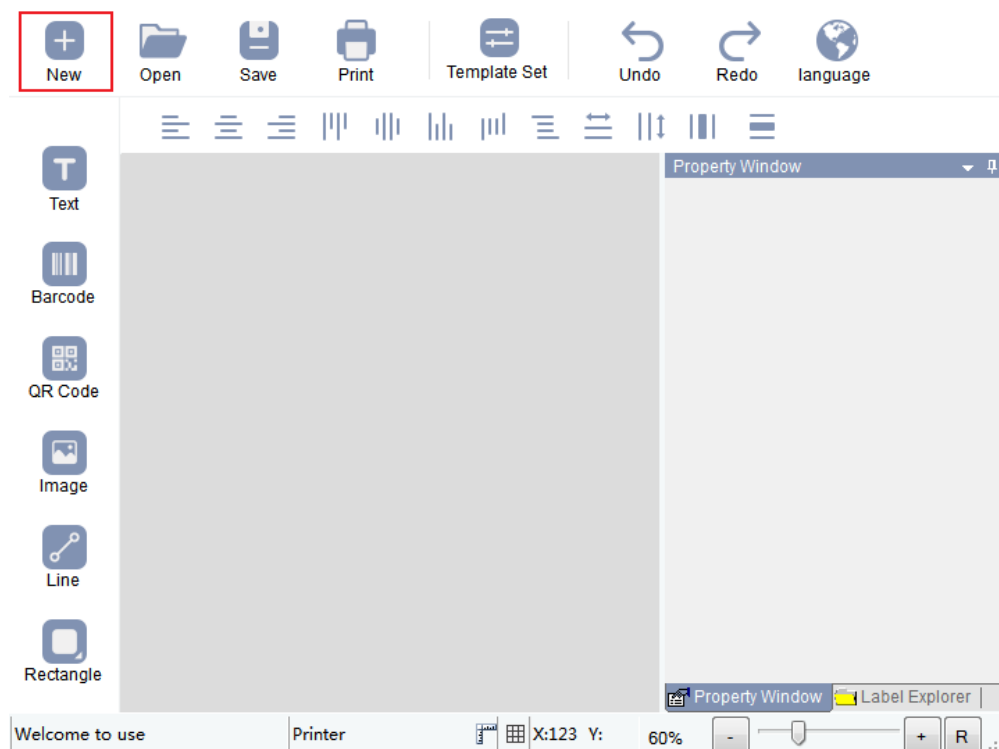 New Open Save Print Template Set Undo Redo language
Property Window
Text
Barcode
QR Code
Image
Line
Rectangle
Property Window Label Explorer
Welcome to use Printer X:123 Y: 60% - + R